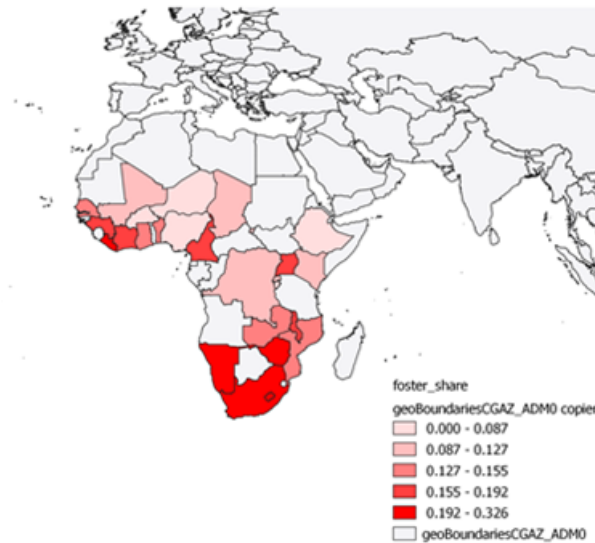 foster_share
geoBoundariesCGAZ_ADM0 copier
0.000 - 0.087
0.087 - 0.127
0.127 - 0.155
0.155 - 0.192
0.192 - 0.326
geoBoundariesCGAZ_ADM0